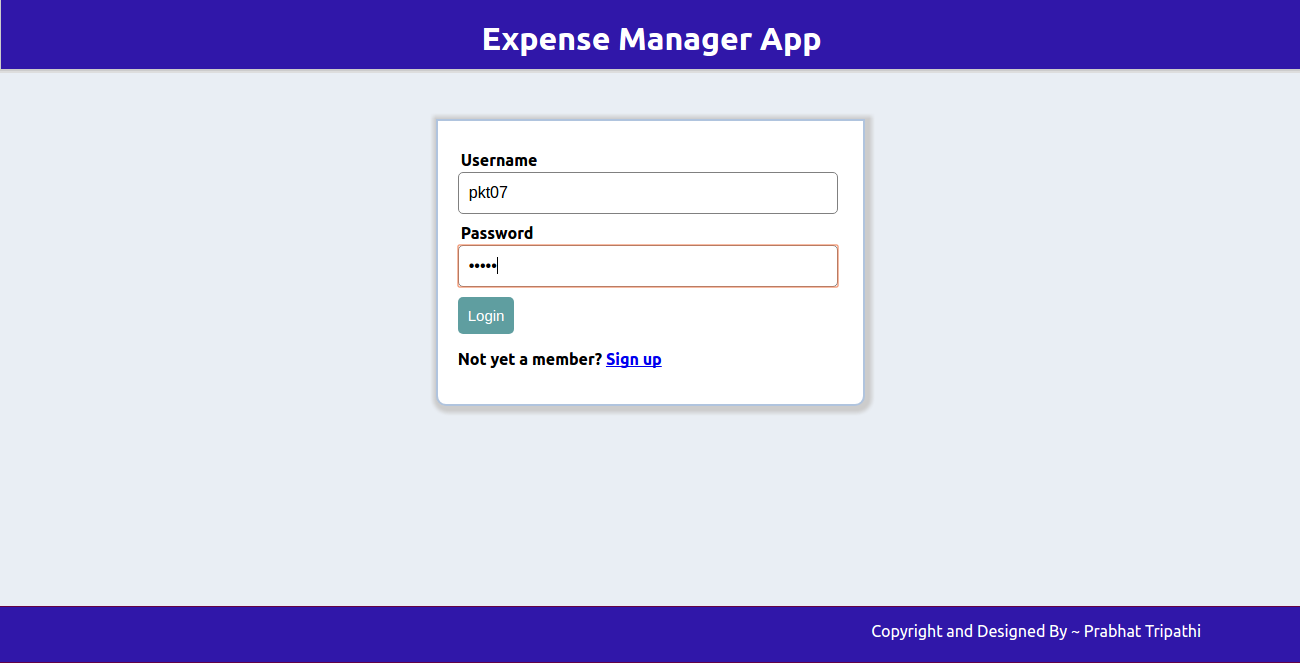 Expense Manager App
Username
pkt07
Password
•••••
Login
Not yet a member? Sign up
Copyright and Designed By ~ Prabhat Tripathi